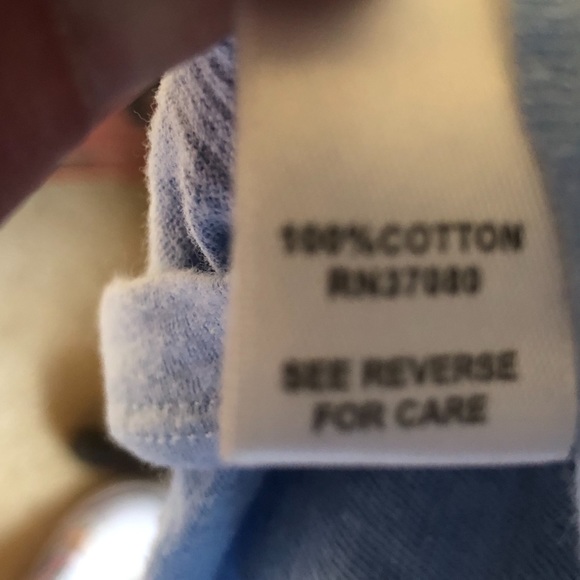 100%COTTON
RN37080
SEE REVERSE
FOR CARE